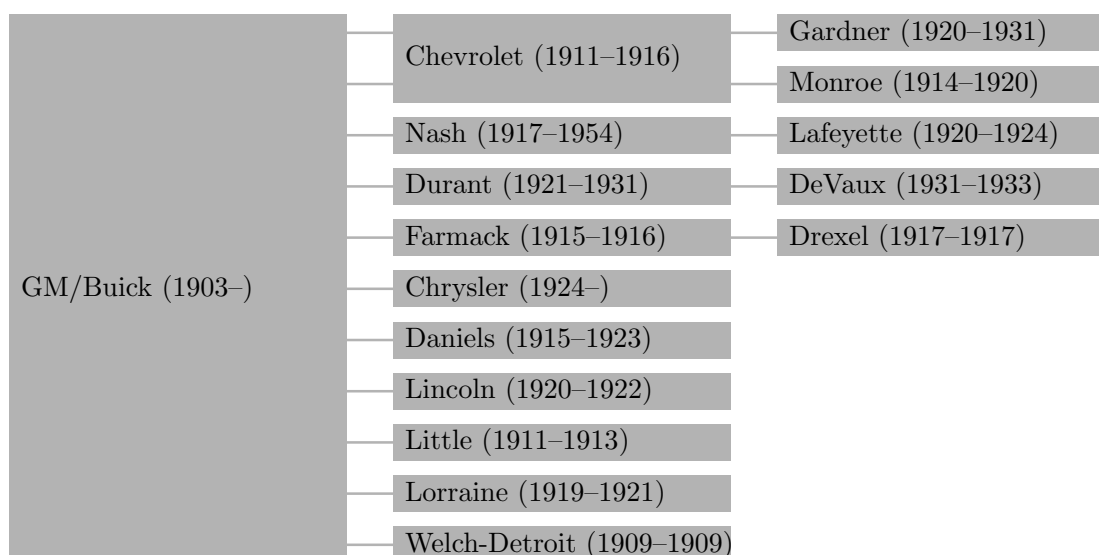 GM/Buick (1903–)
Chevrolet (1911–1916)
Gardner (1920–1931)
Monroe (1914–1920)
Nash (1917–1954)
Lafeyette (1920–1924)
Durant (1921–1931)
DeVaux (1931–1933)
Farmack (1915–1916)
Drexel (1917–1917)
Chrysler (1924–)
Daniels (1915–1923)
Lincoln (1920–1922)
Little (1911–1913)
Lorraine (1919–1921)
Welch-Detroit (1909–1909)